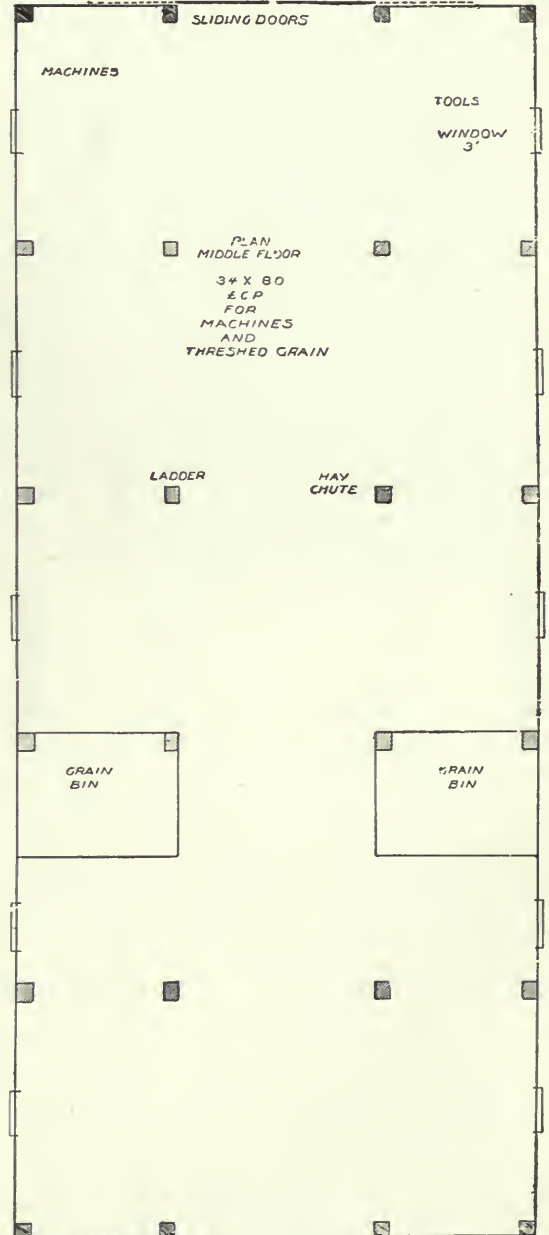 SLIDING DOORS
MACHINES
TOOLS
WINDOW
3'
PLAN
MIDDLE FLOOR
34 X 80
£CP
FOR
MACHINES
AND
THRESHED GRAIN
LADDER
HAY
CHUTE
GRAIN
BIN
GRAIN
BIN